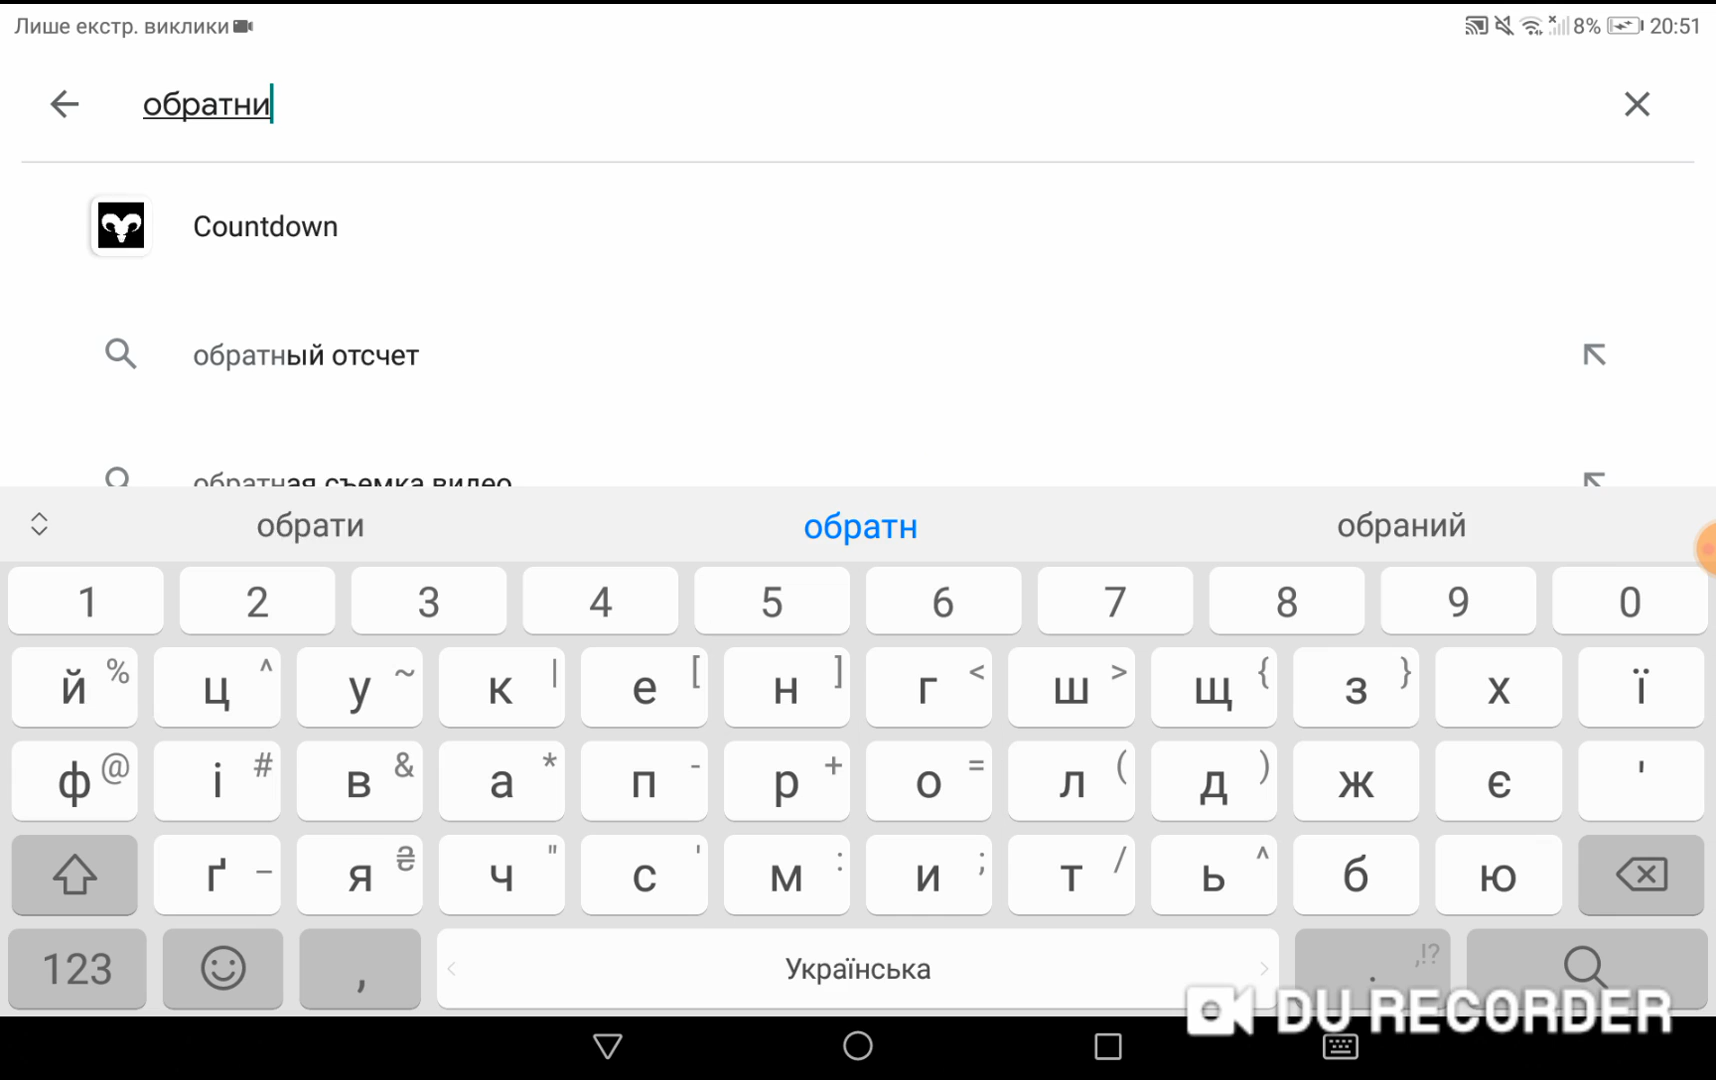 Лише екстр. виклики
8% 20:51
обратни
Countdown
обратный отсчет
обратная съемка видео
обрати обратн обраний
1 2 3 4 5 6 7 8 9 0
й % ц ^ у ~ к | е [ н ] г < ш > щ { з } х ї
ф @ і # в & а * п - р + о = л ( д ) ж є '
ґ _ я ₴ ч " с ' м : и ; т / ь ^ б ю
123 , Українська . ,!?
DU RECORDER